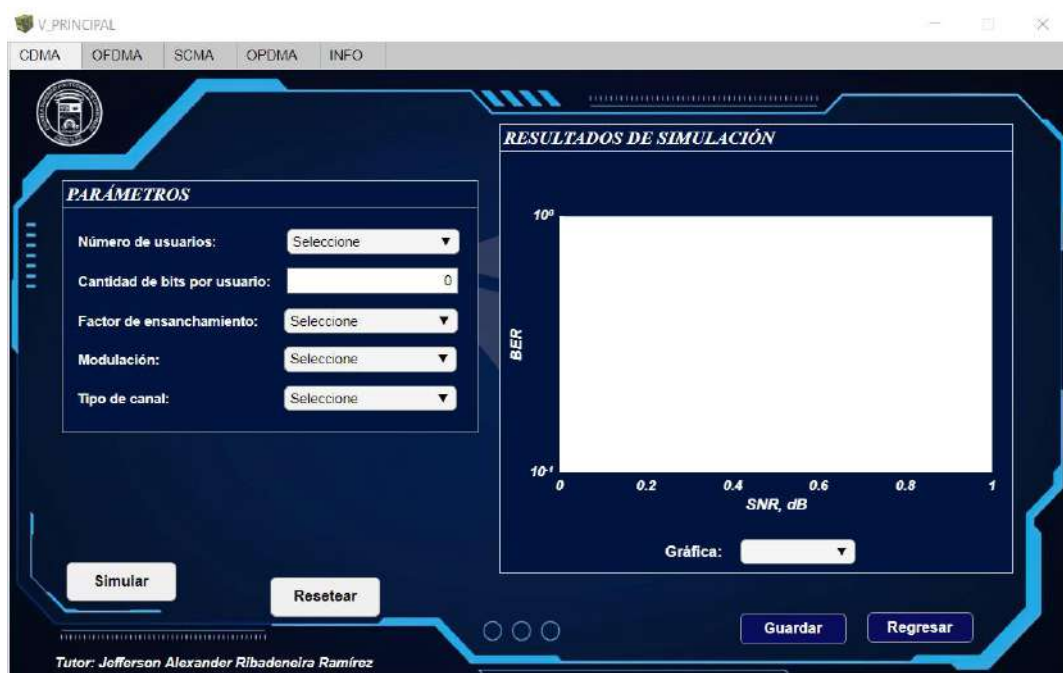 V_PRINCIPAL
CDMA OFDMA SCMA OPDMA INFO
PARÁMETROS
Número de usuarios: Seleccione
Cantidad de bits por usuario: 0
Factor de ensanchamiento: Seleccione
Modulación: Seleccione
Tipo de canal: Seleccione
Simular
Resetear
Tutor: Jefferson Alexander Ribadeneira Ramírez
RESULTADOS DE SIMULACIÓN
10⁰
BER
10⁻¹
0 0.2 0.4 0.6 0.8 1
SNR, dB
Gráfica:
Guardar Regresar